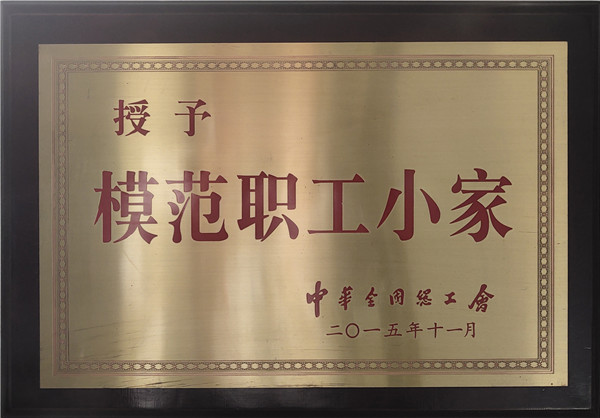 授予
模范职工小家
中华全国总工會
二〇一五年十一月